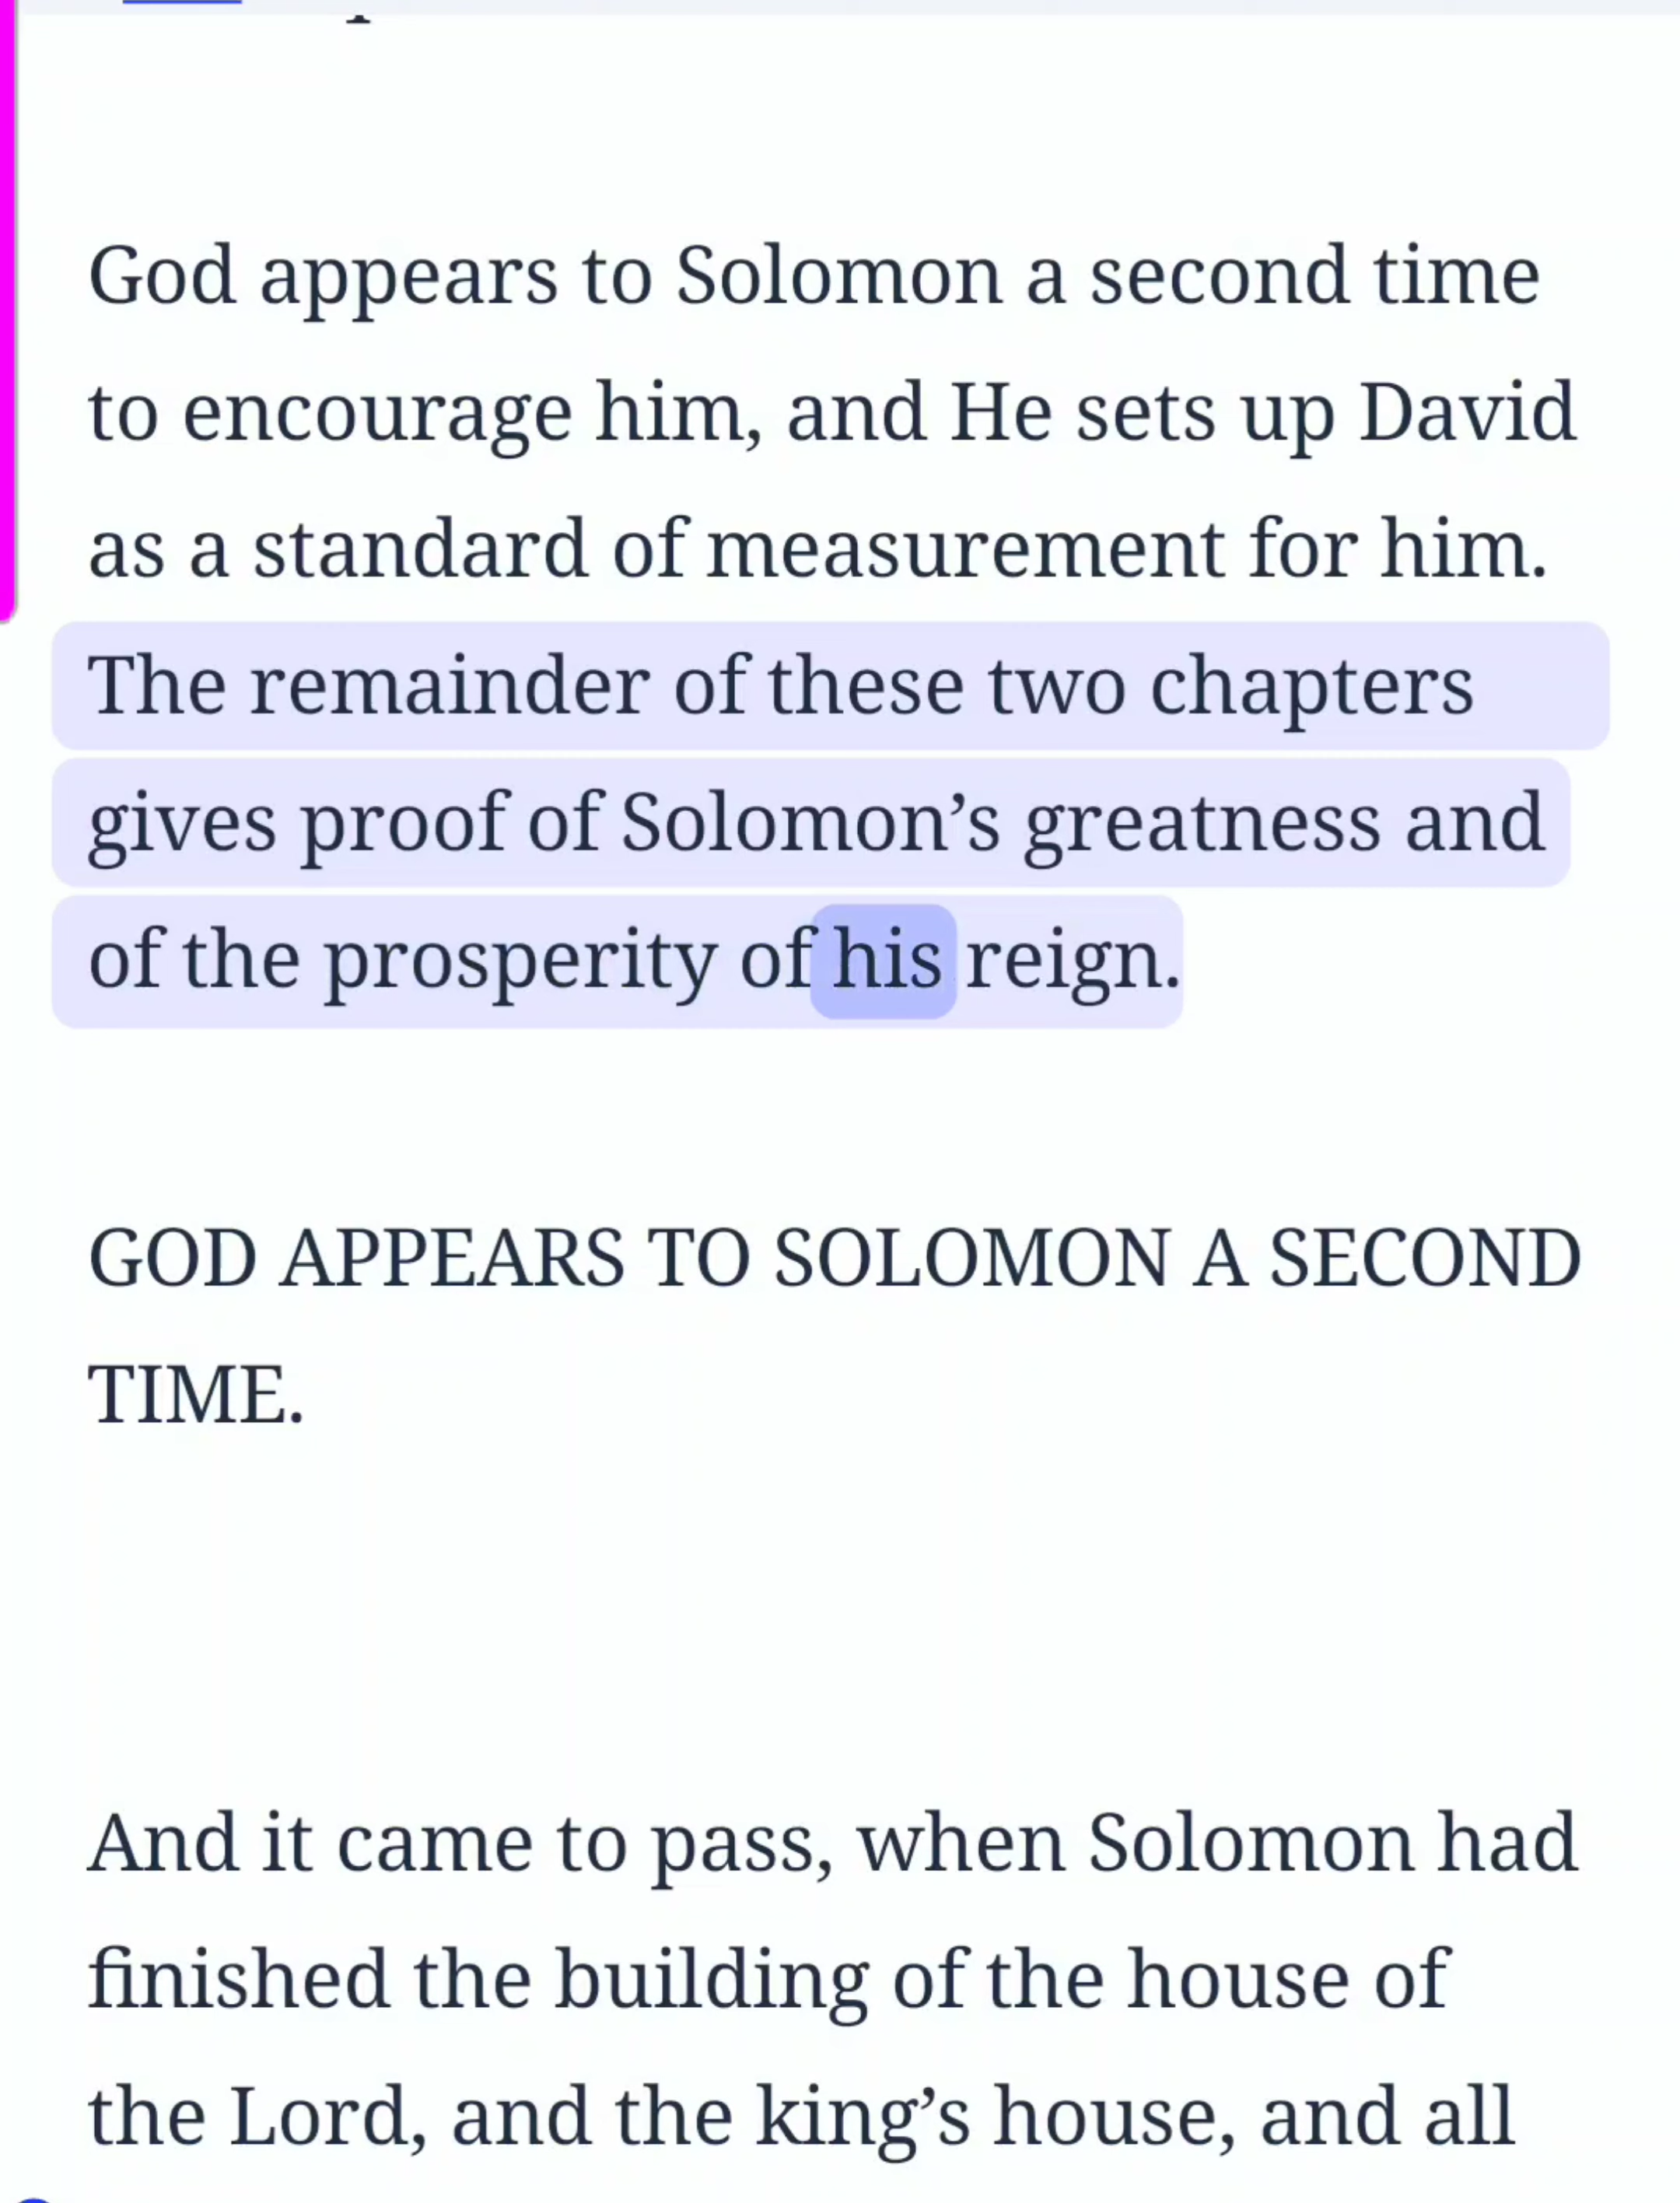 God appears to Solomon a second time
to encourage him, and He sets up David
as a standard of measurement for him.
The remainder of these two chapters
gives proof of Solomon’s greatness and
of the prosperity of his reign.
GOD APPEARS TO SOLOMON A SECOND
TIME.
And it came to pass, when Solomon had
finished the building of the house of
the Lord, and the king’s house, and all